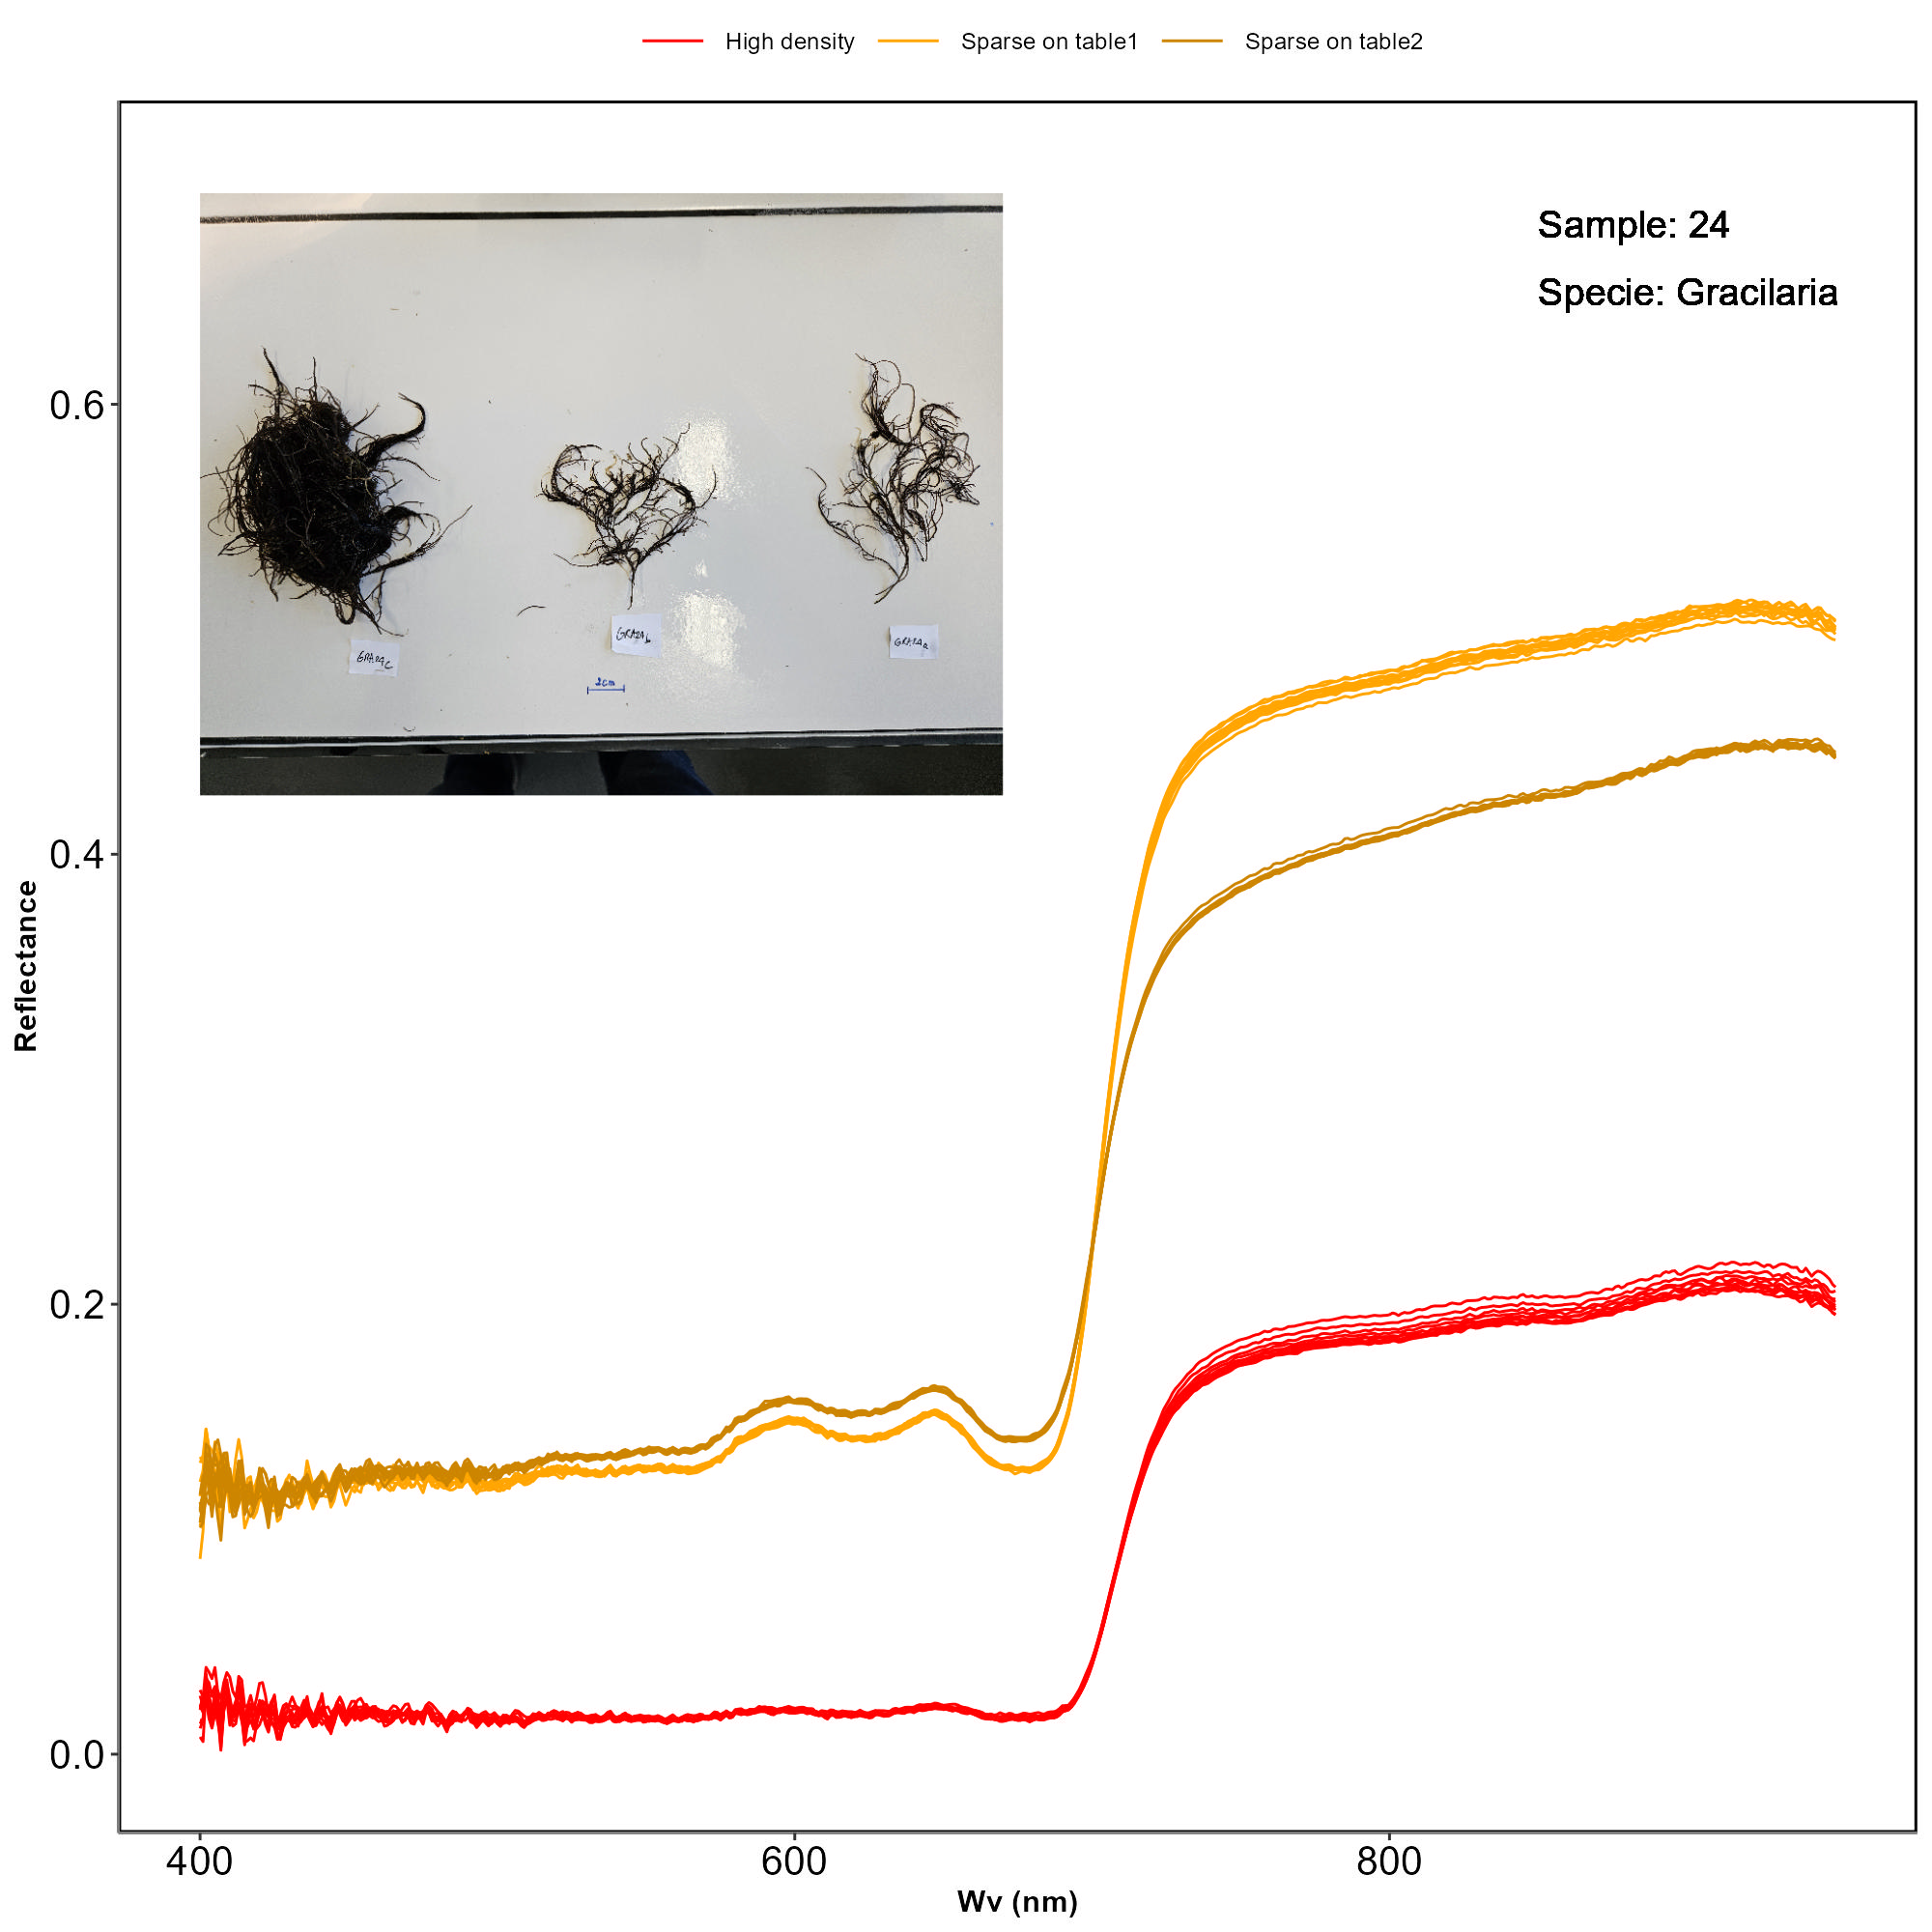 High density Sparse on table1 Sparse on table2
Sample: 24
Specie: Gracilaria
0.6
0.4
0.2
0.0
Reflectance
2cm
400 600 800
Wv (nm)